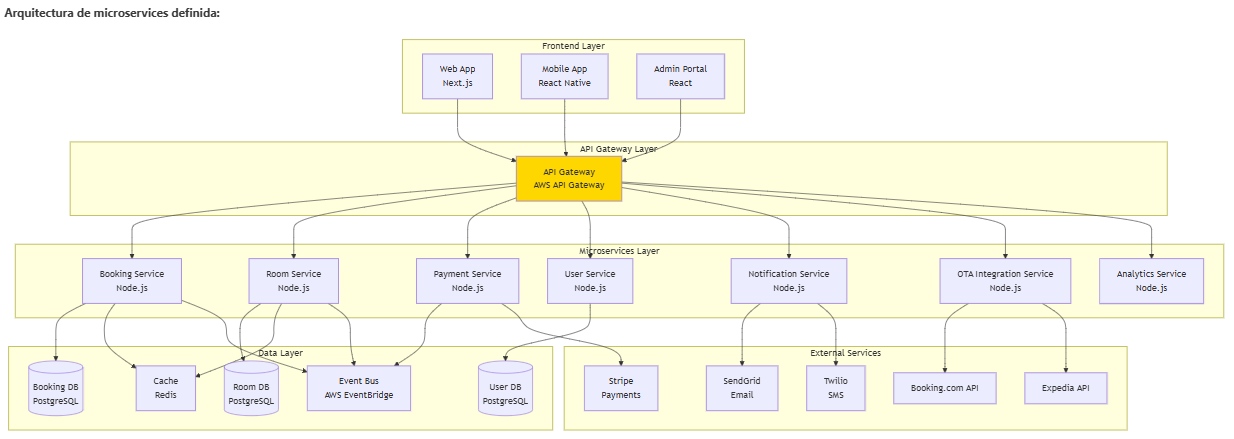 Arquitectura de microservices definida:
Frontend Layer
Web App
Next.js
Mobile App
React Native
Admin Portal
React
API Gateway Layer
API Gateway
AWS API Gateway
Microservices Layer
Booking Service
Node.js
Room Service
Node.js
Payment Service
Node.js
User Service
Node.js
Notification Service
Node.js
OTA Integration Service
Node.js
Analytics Service
Node.js
Data Layer
Booking DB
PostgreSQL
Cache
Redis
Room DB
PostgreSQL
Event Bus
AWS EventBridge
User DB
PostgreSQL
External Services
Stripe
Payments
SendGrid
Email
Twilio
SMS
Booking.com API
Expedia API